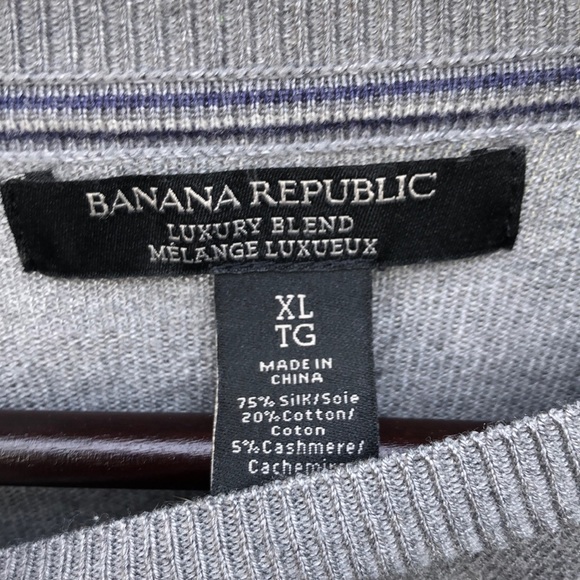 BANANA REPUBLIC
LUXURY BLEND
MÉLANGE LUXUEUX
XL
TG
MADE IN
CHINA
75% Silk/Soie
20% Cotton/
Coton
5% Cashmere/